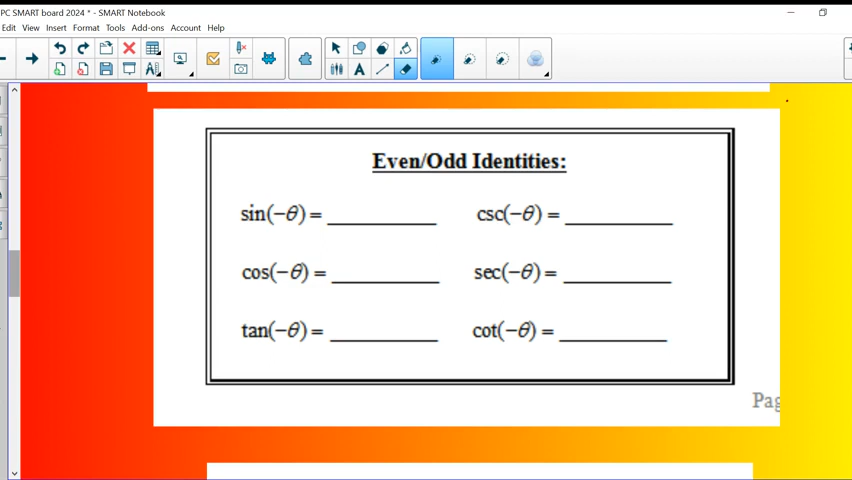 PC SMART board 2024 * - SMART Notebook
Edit View Insert Format Tools Add-ons Account Help
Even/Odd Identities:
sin(−θ) = __________ csc(−θ) = __________
cos(−θ) = __________ sec(−θ) = __________
tan(−θ) = __________ cot(−θ) = __________
Pag